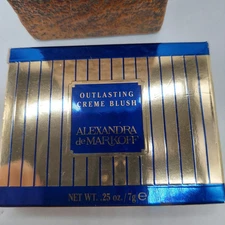 OUTLASTING
CREME BLUSH
ALEXANDRA
de MARKOFF
NET WT. .25 oz./7g ℮